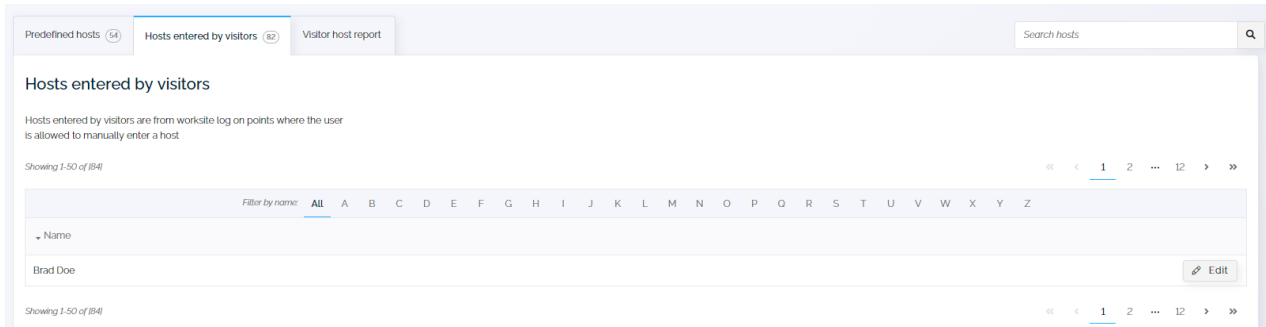 Predefined hosts 54 Hosts entered by visitors 82 Visitor host report Search hosts
Hosts entered by visitors
Hosts entered by visitors are from worksite log on points where the user
is allowed to manually enter a host
Showing 1-50 of |84| « ‹ 1 2 ... 12 › »
Filter by name: All A B C D E F G H I J K L M N O P Q R S T U V W X Y Z
Name
Brad Doe Edit
Showing 1-50 of |84| « ‹ 1 2 ... 12 › »